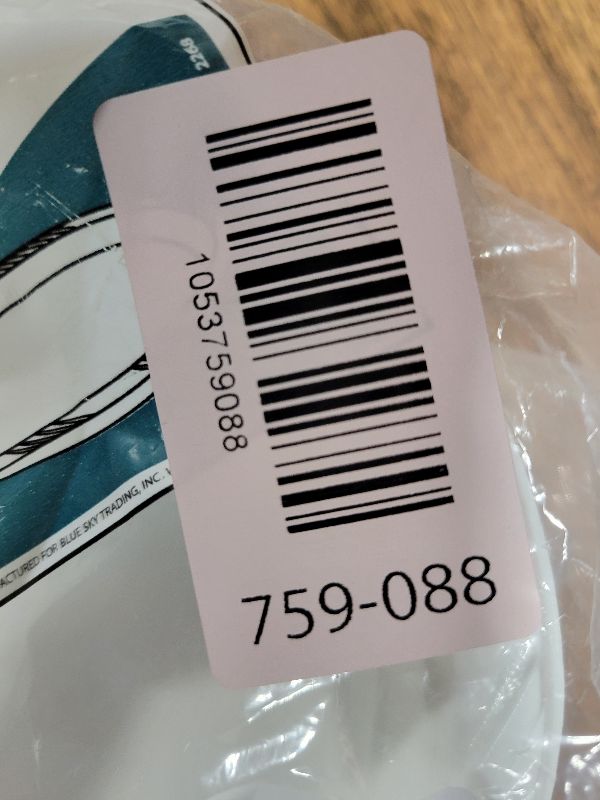 2268
1053759088
759-088
ACTURED FOR BLUE SKY TRADING, INC.